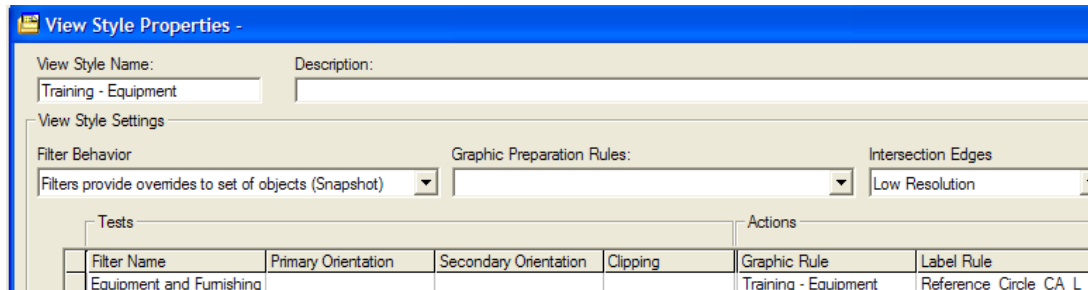 View Style Properties -
View Style Name: Description:
Training - Equipment
View Style Settings
Filter Behavior Graphic Preparation Rules: Intersection Edges
Filters provide overrides to set of objects (Snapshot) Low Resolution
Tests Actions
Filter Name Primary Orientation Secondary Orientation Clipping Graphic Rule Label Rule
Equipment and Furnishing Training - Equipment Reference_Circle_CA_L